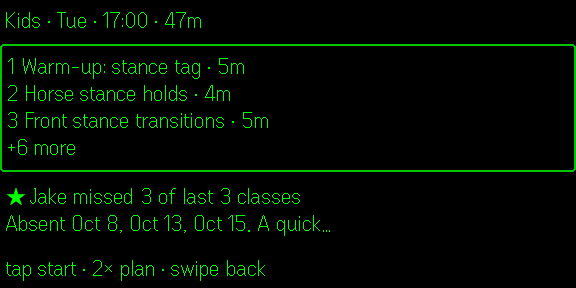 Kids · Tue · 17:00 · 47m
1 Warm-up: stance tag · 5m
2 Horse stance holds · 4m
3 Front stance transitions · 5m
+6 more
★ Jake missed 3 of last 3 classes
Absent Oct 8, Oct 13, Oct 15. A quick…
tap start · 2× plan · swipe back